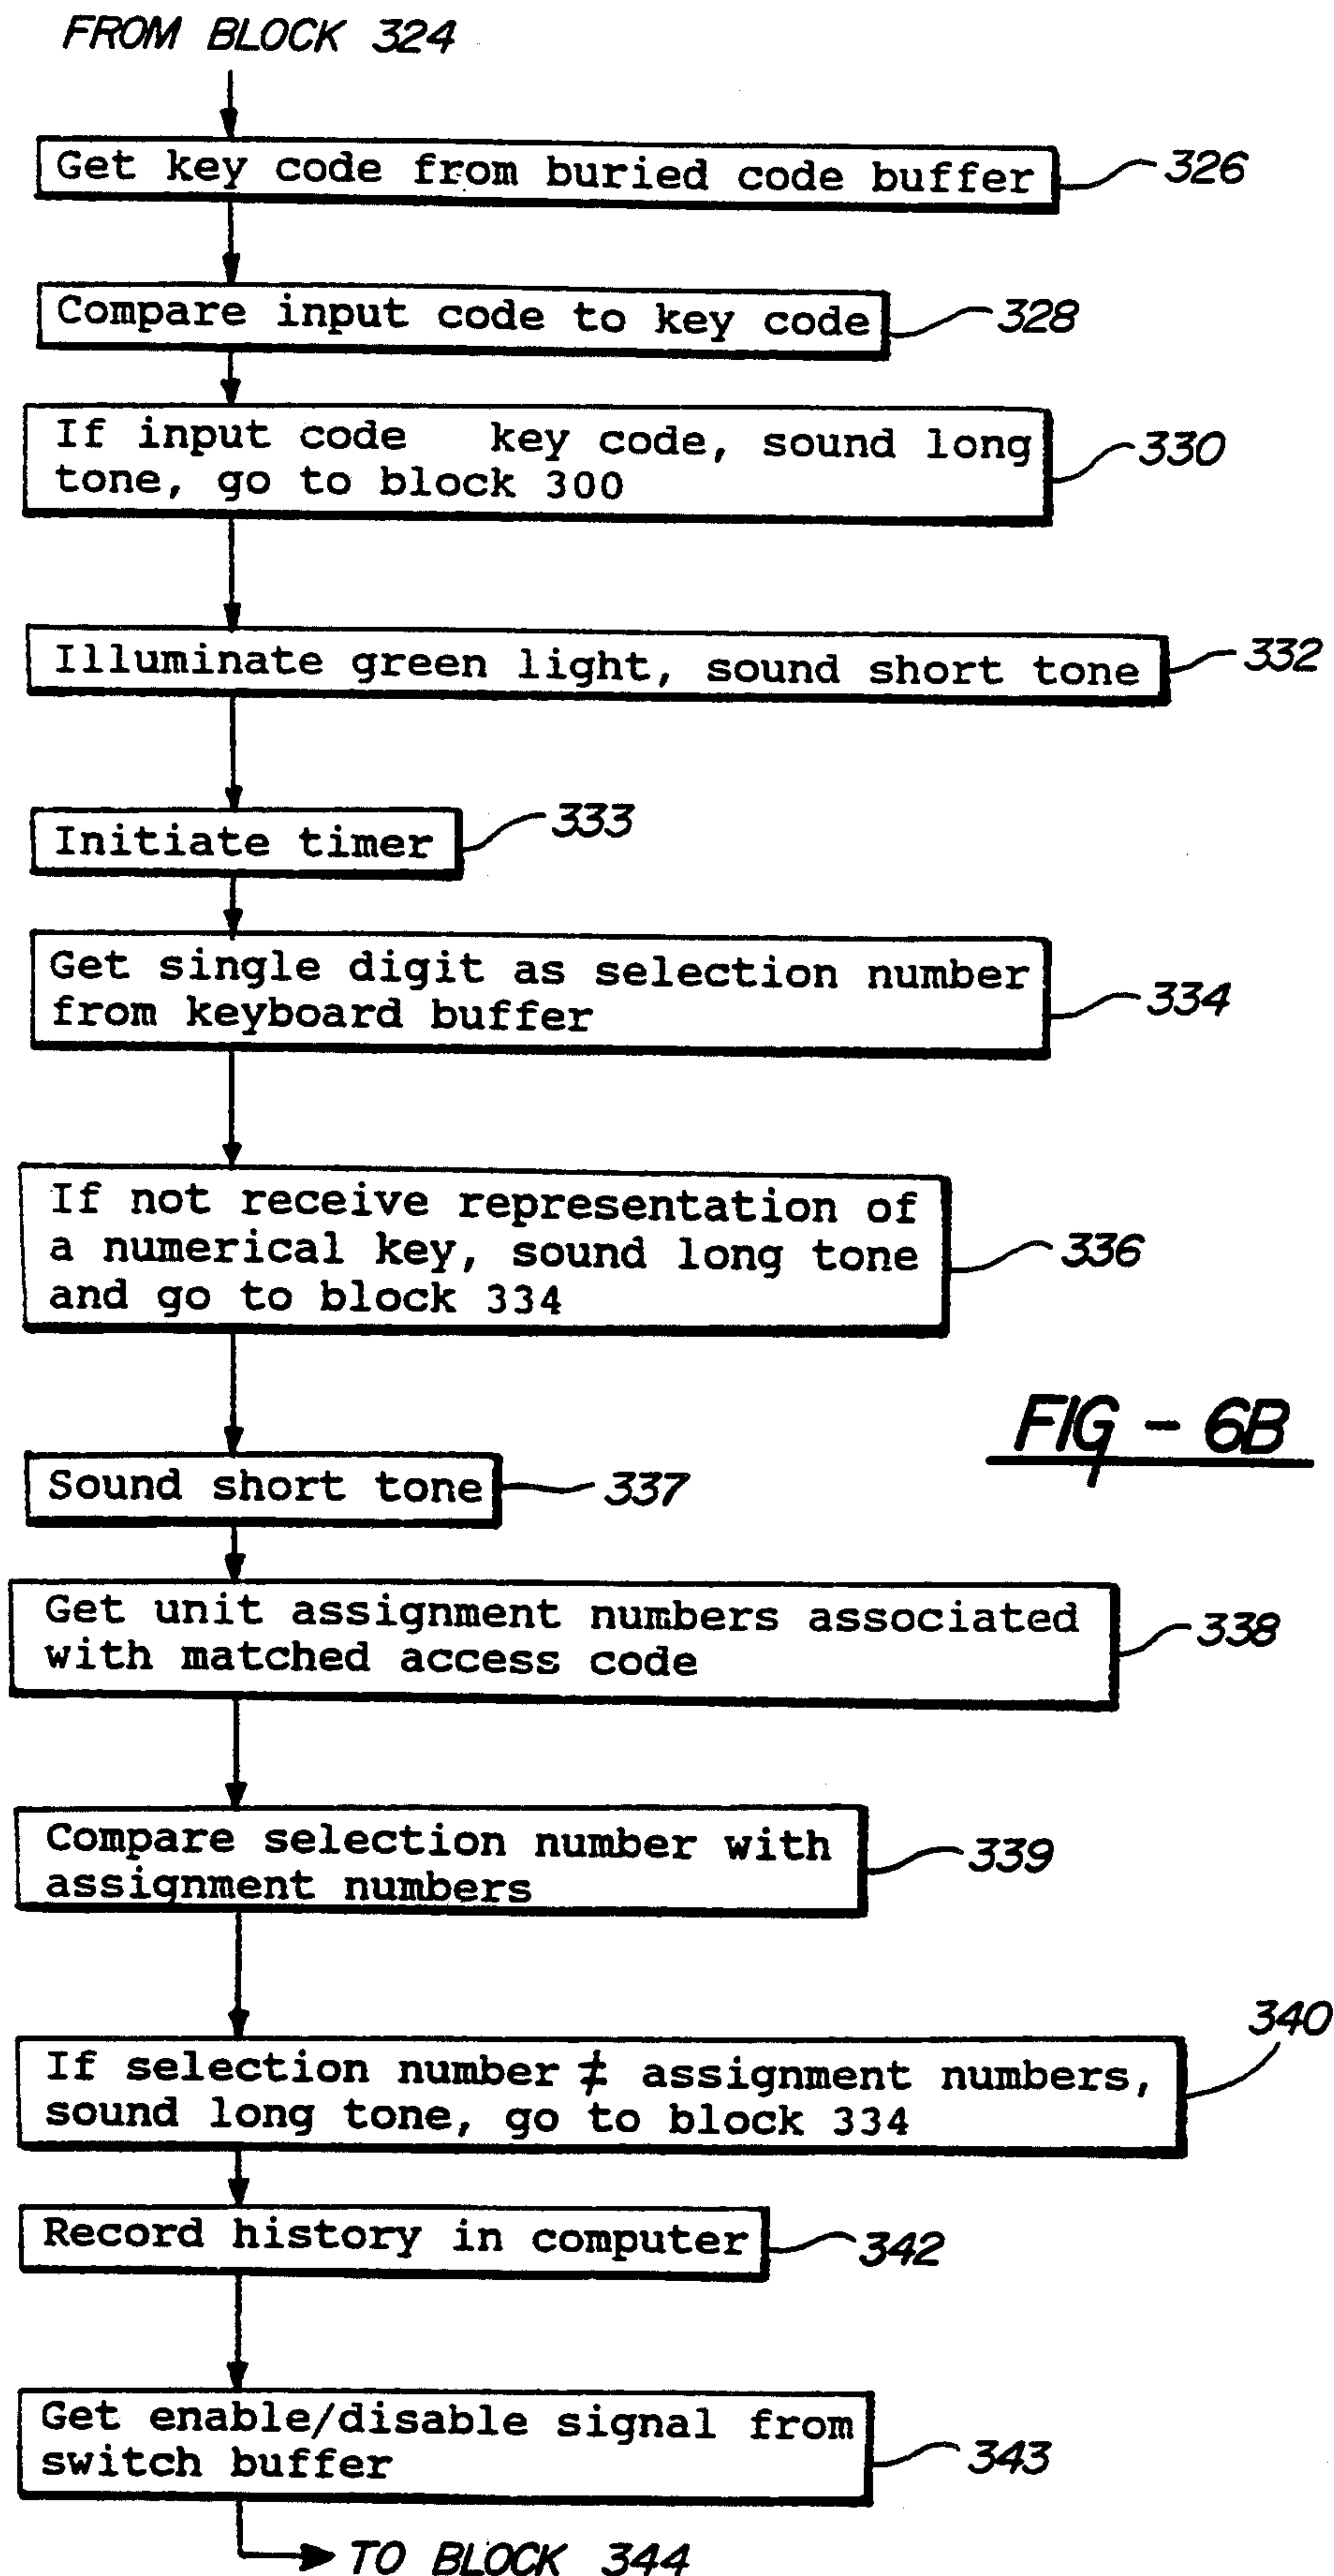 FROM BLOCK 324
Get key code from buried code buffer
326
Compare input code to key code
328
If input code key code, sound long
tone, go to block 300
330
Illuminate green light, sound short tone
332
Initiate timer
333
Get single digit as selection number
from keyboard buffer
334
If not receive representation of
a numerical key, sound long tone
and go to block 334
336
FIG - 6B
Sound short tone
337
Get unit assignment numbers associated
with matched access code
338
Compare selection number with
assignment numbers
339
340
If selection number ≠ assignment numbers,
sound long tone, go to block 334
Record history in computer
342
Get enable/disable signal from
switch buffer
343
TO BLOCK 344